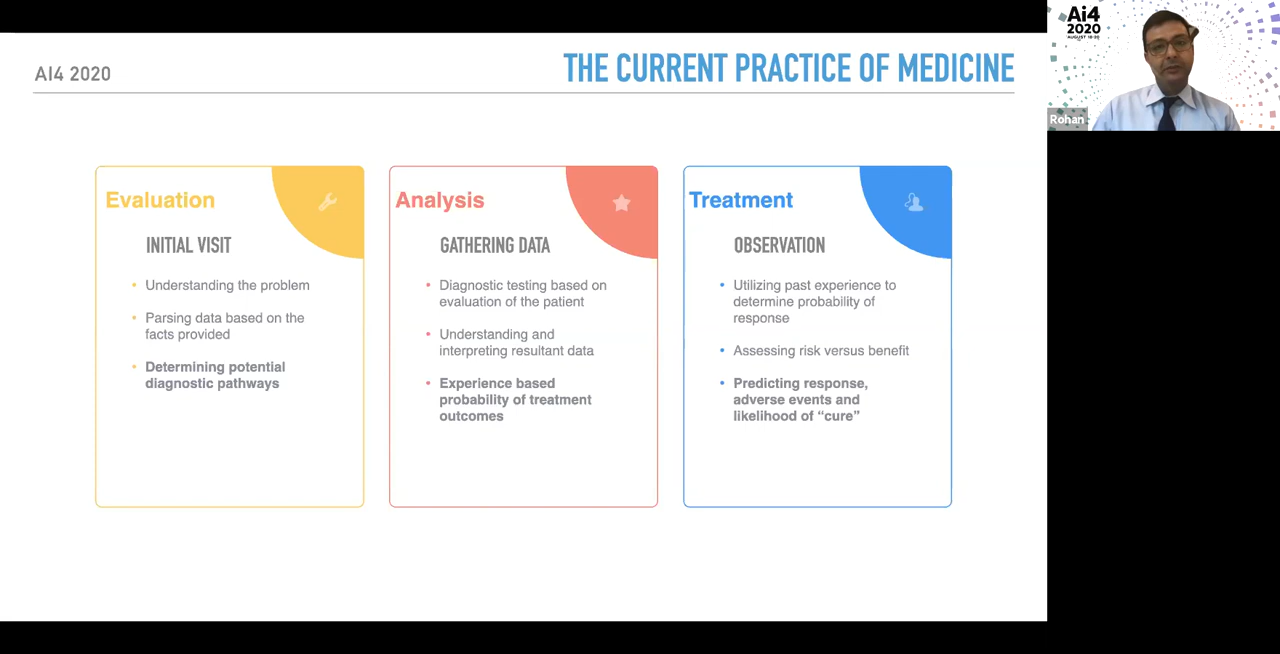 AI4 2020
THE CURRENT PRACTICE OF MEDICINE
Evaluation
INITIAL VISIT
• Understanding the problem
• Parsing data based on the
facts provided
• Determining potential
diagnostic pathways
Analysis
GATHERING DATA
• Diagnostic testing based on
evaluation of the patient
• Understanding and
interpreting resultant data
• Experience based
probability of treatment
outcomes
Treatment
OBSERVATION
• Utilizing past experience to
determine probability of
response
• Assessing risk versus benefit
• Predicting response,
adverse events and
likelihood of “cure”
Ai4
2020
Rohan